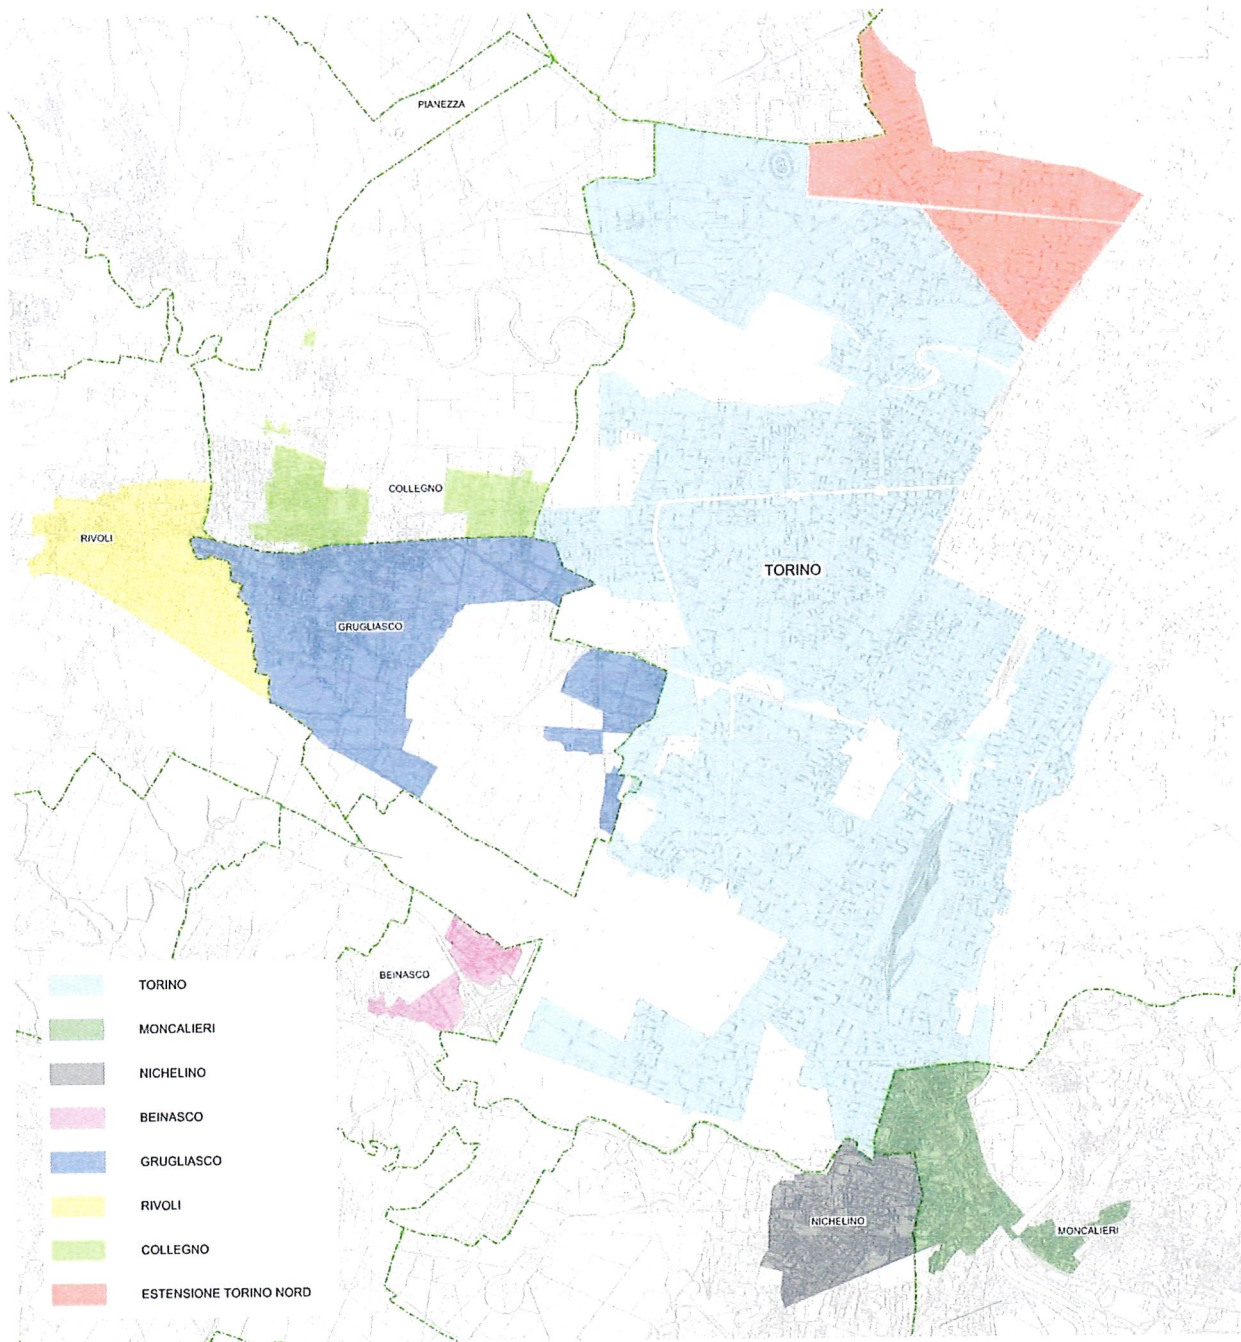 PIANEZZA
COLLEGNO
RIVOLI
TORINO
GRUGLIASCO
BEINASCO
NICHELINO
MONCALIERI
TORINO
MONCALIERI
NICHELINO
BEINASCO
GRUGLIASCO
RIVOLI
COLLEGNO
ESTENSIONE TORINO NORD